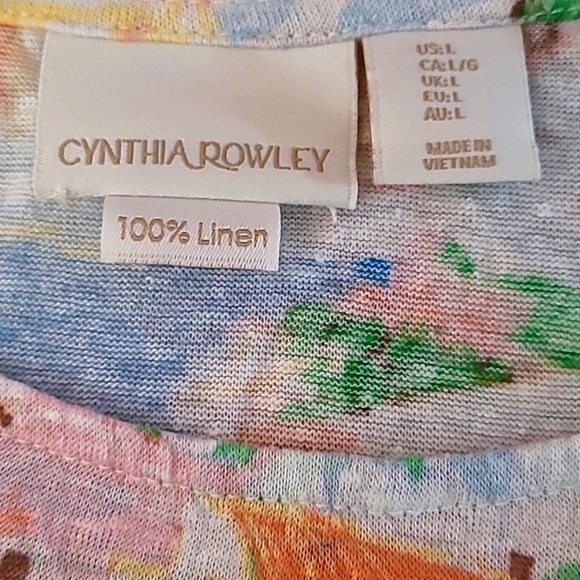 CYNTHIA ROWLEY
100% Linen
US: L
CA: L/G
UK: L
EU: L
AU: L
MADE IN
VIETNAM